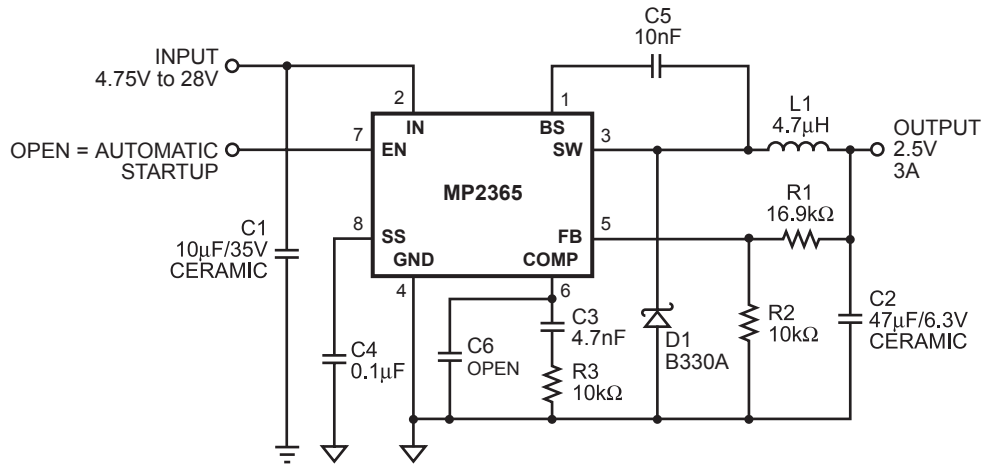 C5
10nF
INPUT
4.75V to 28V
2
1
L1
4.7μH
IN
BS
7
3
OUTPUT
2.5V
3A
OPEN = AUTOMATIC
STARTUP
EN
SW
MP2365
R1
16.9kΩ
8
5
C1
10μF/35V
CERAMIC
SS
FB
GND
COMP
4
6
C3
4.7nF
R2
10kΩ
C2
47μF/6.3V
CERAMIC
D1
B330A
C4
0.1μF
C6
OPEN
R3
10kΩ